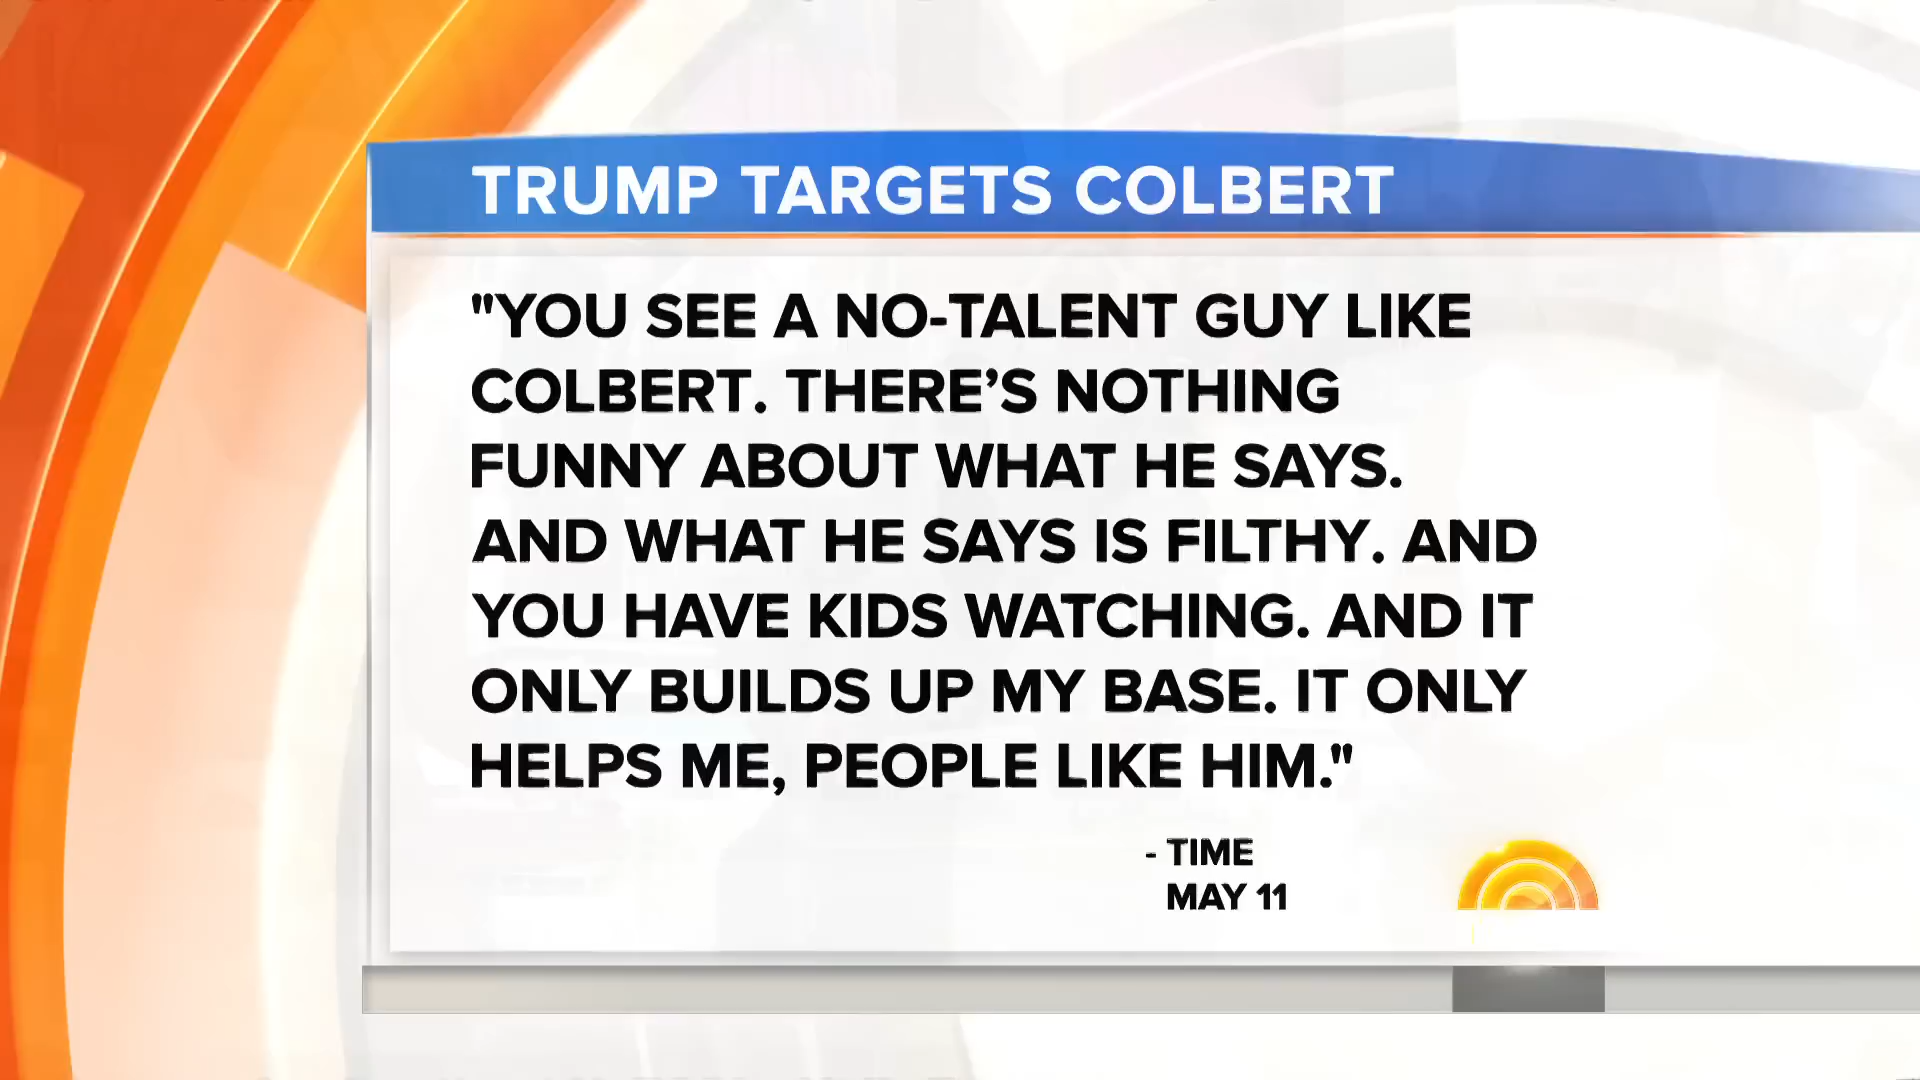 TRUMP TARGETS COLBERT
"YOU SEE A NO-TALENT GUY LIKE
COLBERT. THERE’S NOTHING
FUNNY ABOUT WHAT HE SAYS.
AND WHAT HE SAYS IS FILTHY. AND
YOU HAVE KIDS WATCHING. AND IT
ONLY BUILDS UP MY BASE. IT ONLY
HELPS ME, PEOPLE LIKE HIM."
- TIME
MAY 11